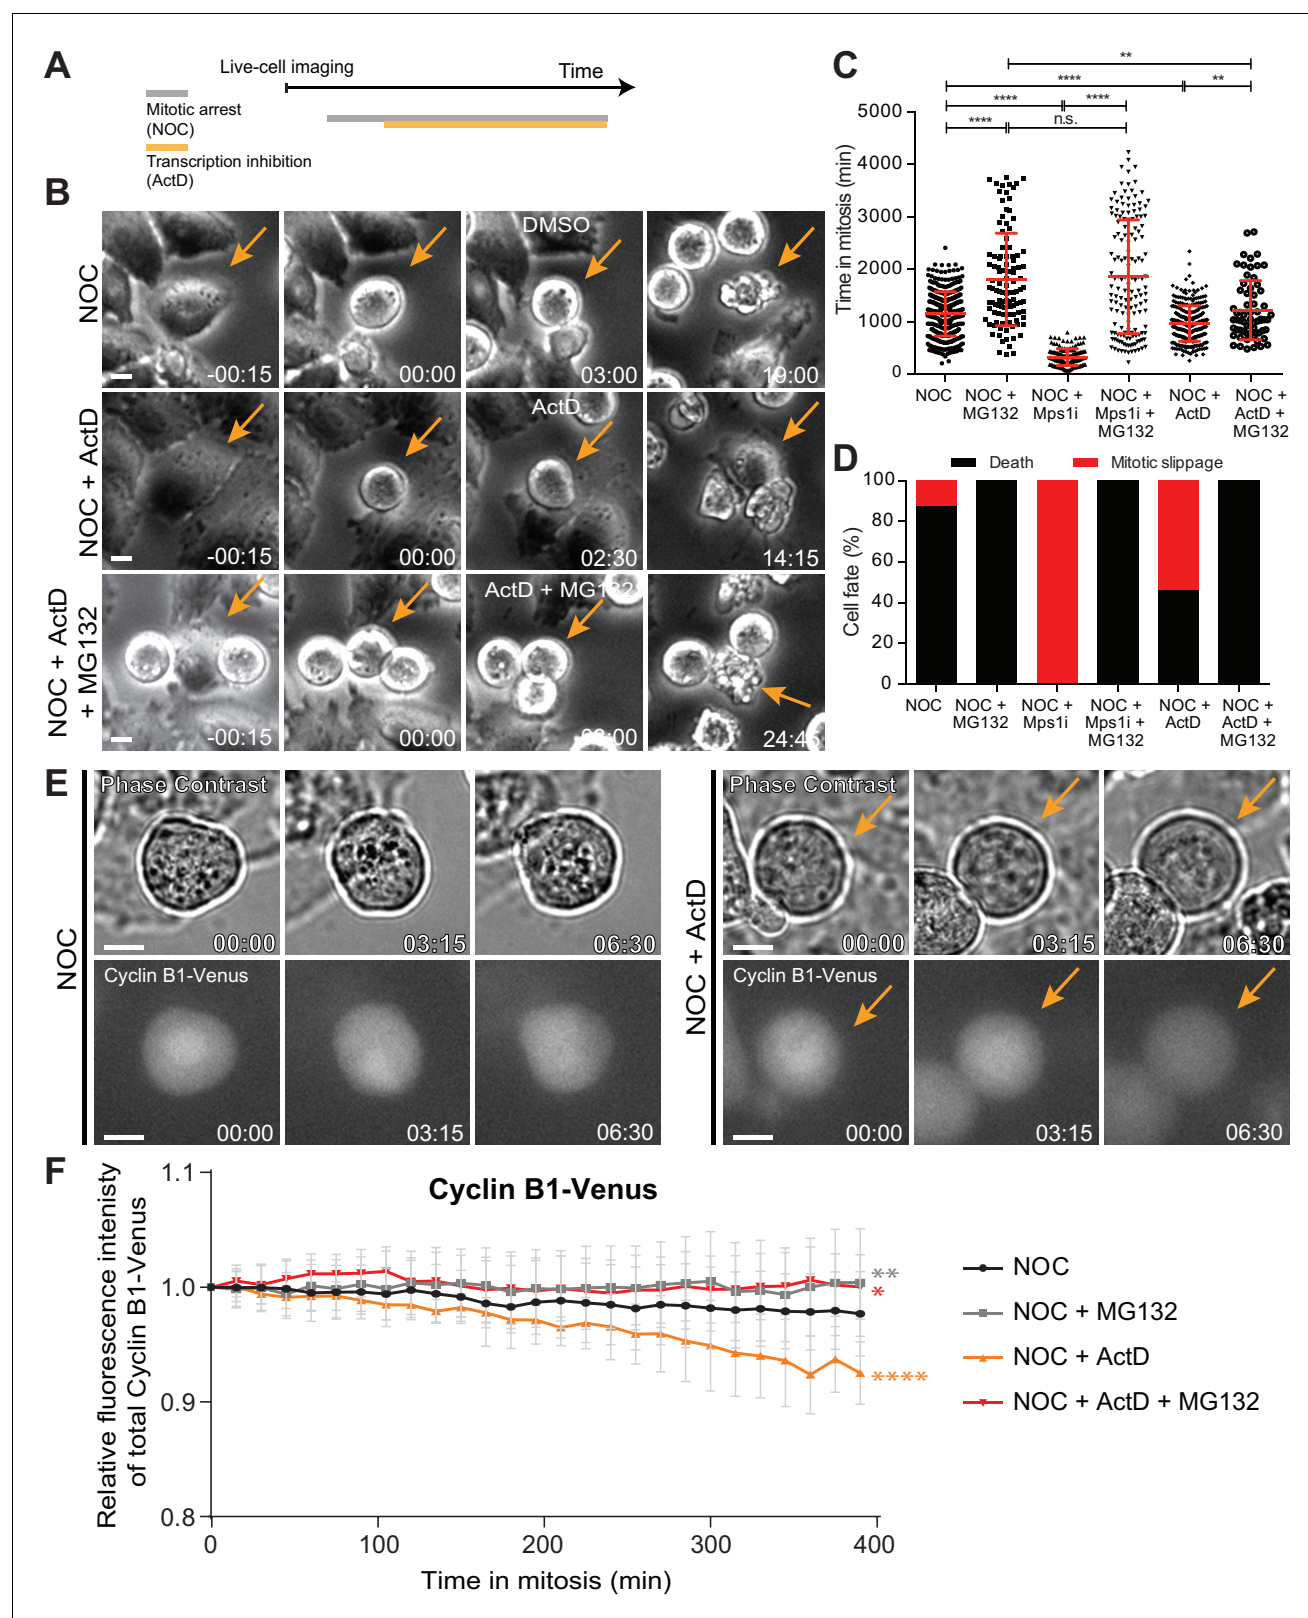 A
Live-cell imaging
Time
Mitotic arrest
(NOC)
Transcription inhibition
(ActD)
B
NOC
-00:15
00:00
DMSO
03:00
19:00
NOC + ActD
-00:15
00:00
ActD
02:30
14:15
NOC + ActD
+ MG132
-00:15
00:00
ActD + MG132
24:45
C
**
****
**
****
****
****
n.s.
Time in mitosis (min)
5000
4000
3000
2000
1000
0
NOC
NOC +
MG132
NOC +
Mps1i
NOC +
Mps1i +
MG132
NOC +
ActD
NOC +
ActD +
MG132
D
Death
Mitotic slippage
Cell fate (%)
100
80
60
40
20
0
NOC
NOC +
MG132
NOC +
Mps1i
NOC +
Mps1i +
MG132
NOC +
ActD
NOC +
ActD +
MG132
E
NOC
Phase Contrast
00:00
03:15
06:30
Cyclin B1-Venus
00:00
03:15
06:30
NOC + ActD
Phase Contrast
00:00
03:15
06:30
Cyclin B1-Venus
00:00
03:15
06:30
F
Cyclin B1-Venus
Relative fluorescence intenisty
of total Cyclin B1-Venus
1.1
1.0
0.9
0.8
0
100
200
300
400
Time in mitosis (min)
**
*
****
NOC
NOC + MG132
NOC + ActD
NOC + ActD + MG132